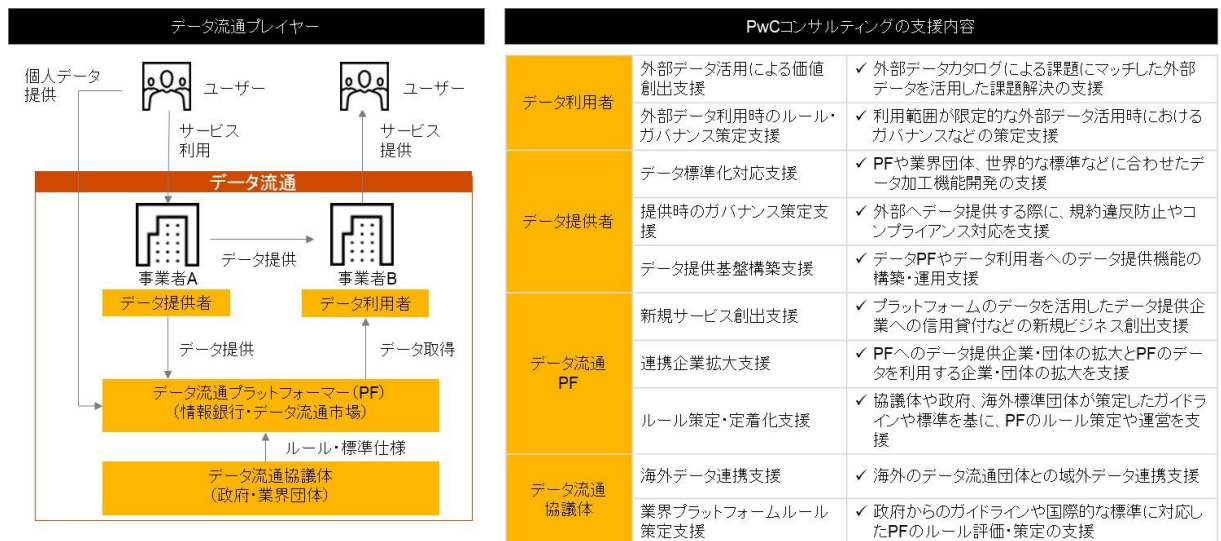 データ流通プレイヤー
個人データ
提供
ユーザー
ユーザー
サービス
利用
サービス
提供
データ流通
データ提供
事業者A
事業者B
データ提供者
データ利用者
データ提供
データ取得
データ流通プラットフォーマー(PF)
(情報銀行・データ流通市場)
ルール・標準仕様
データ流通協議体
(政府・業界団体)
PwCコンサルティングの支援内容
データ利用者
外部データ活用による価値
創出支援
✓ 外部データカタログによる課題にマッチした外部
データを活用した課題解決の支援
外部データ利用時のルール・
ガバナンス策定支援
✓ 利用範囲が限定的な外部データ活用時における
ガバナンスなどの策定支援
データ提供者
データ標準化対応支援
✓ PFや業界団体、世界的な標準などに合わせたデ
ータ加工機能開発の支援
提供時のガバナンス策定支
援
✓ 外部へデータ提供する際に、規約違反防止やコ
ンプライアンス対応を支援
データ提供基盤構築支援
✓ データPFやデータ利用者へのデータ提供機能の
構築・運用支援
データ流通
PF
新規サービス創出支援
✓ プラットフォームのデータを活用したデータ提供企
業への信用貸付などの新規ビジネス創出支援
連携企業拡大支援
✓ PFへのデータ提供企業・団体の拡大とPFのデー
タを利用する企業・団体の拡大を支援
ルール策定・定着化支援
✓ 協議体や政府、海外標準団体が策定したガイドラ
インや標準を基に、PFのルール策定や運営を支
援
データ流通
協議体
海外データ連携支援
✓ 海外のデータ流通団体との域外データ連携支援
業界プラットフォームルール
策定支援
✓ 政府からのガイドラインや国際的な標準に対応し
たPFのルール評価・策定の支援